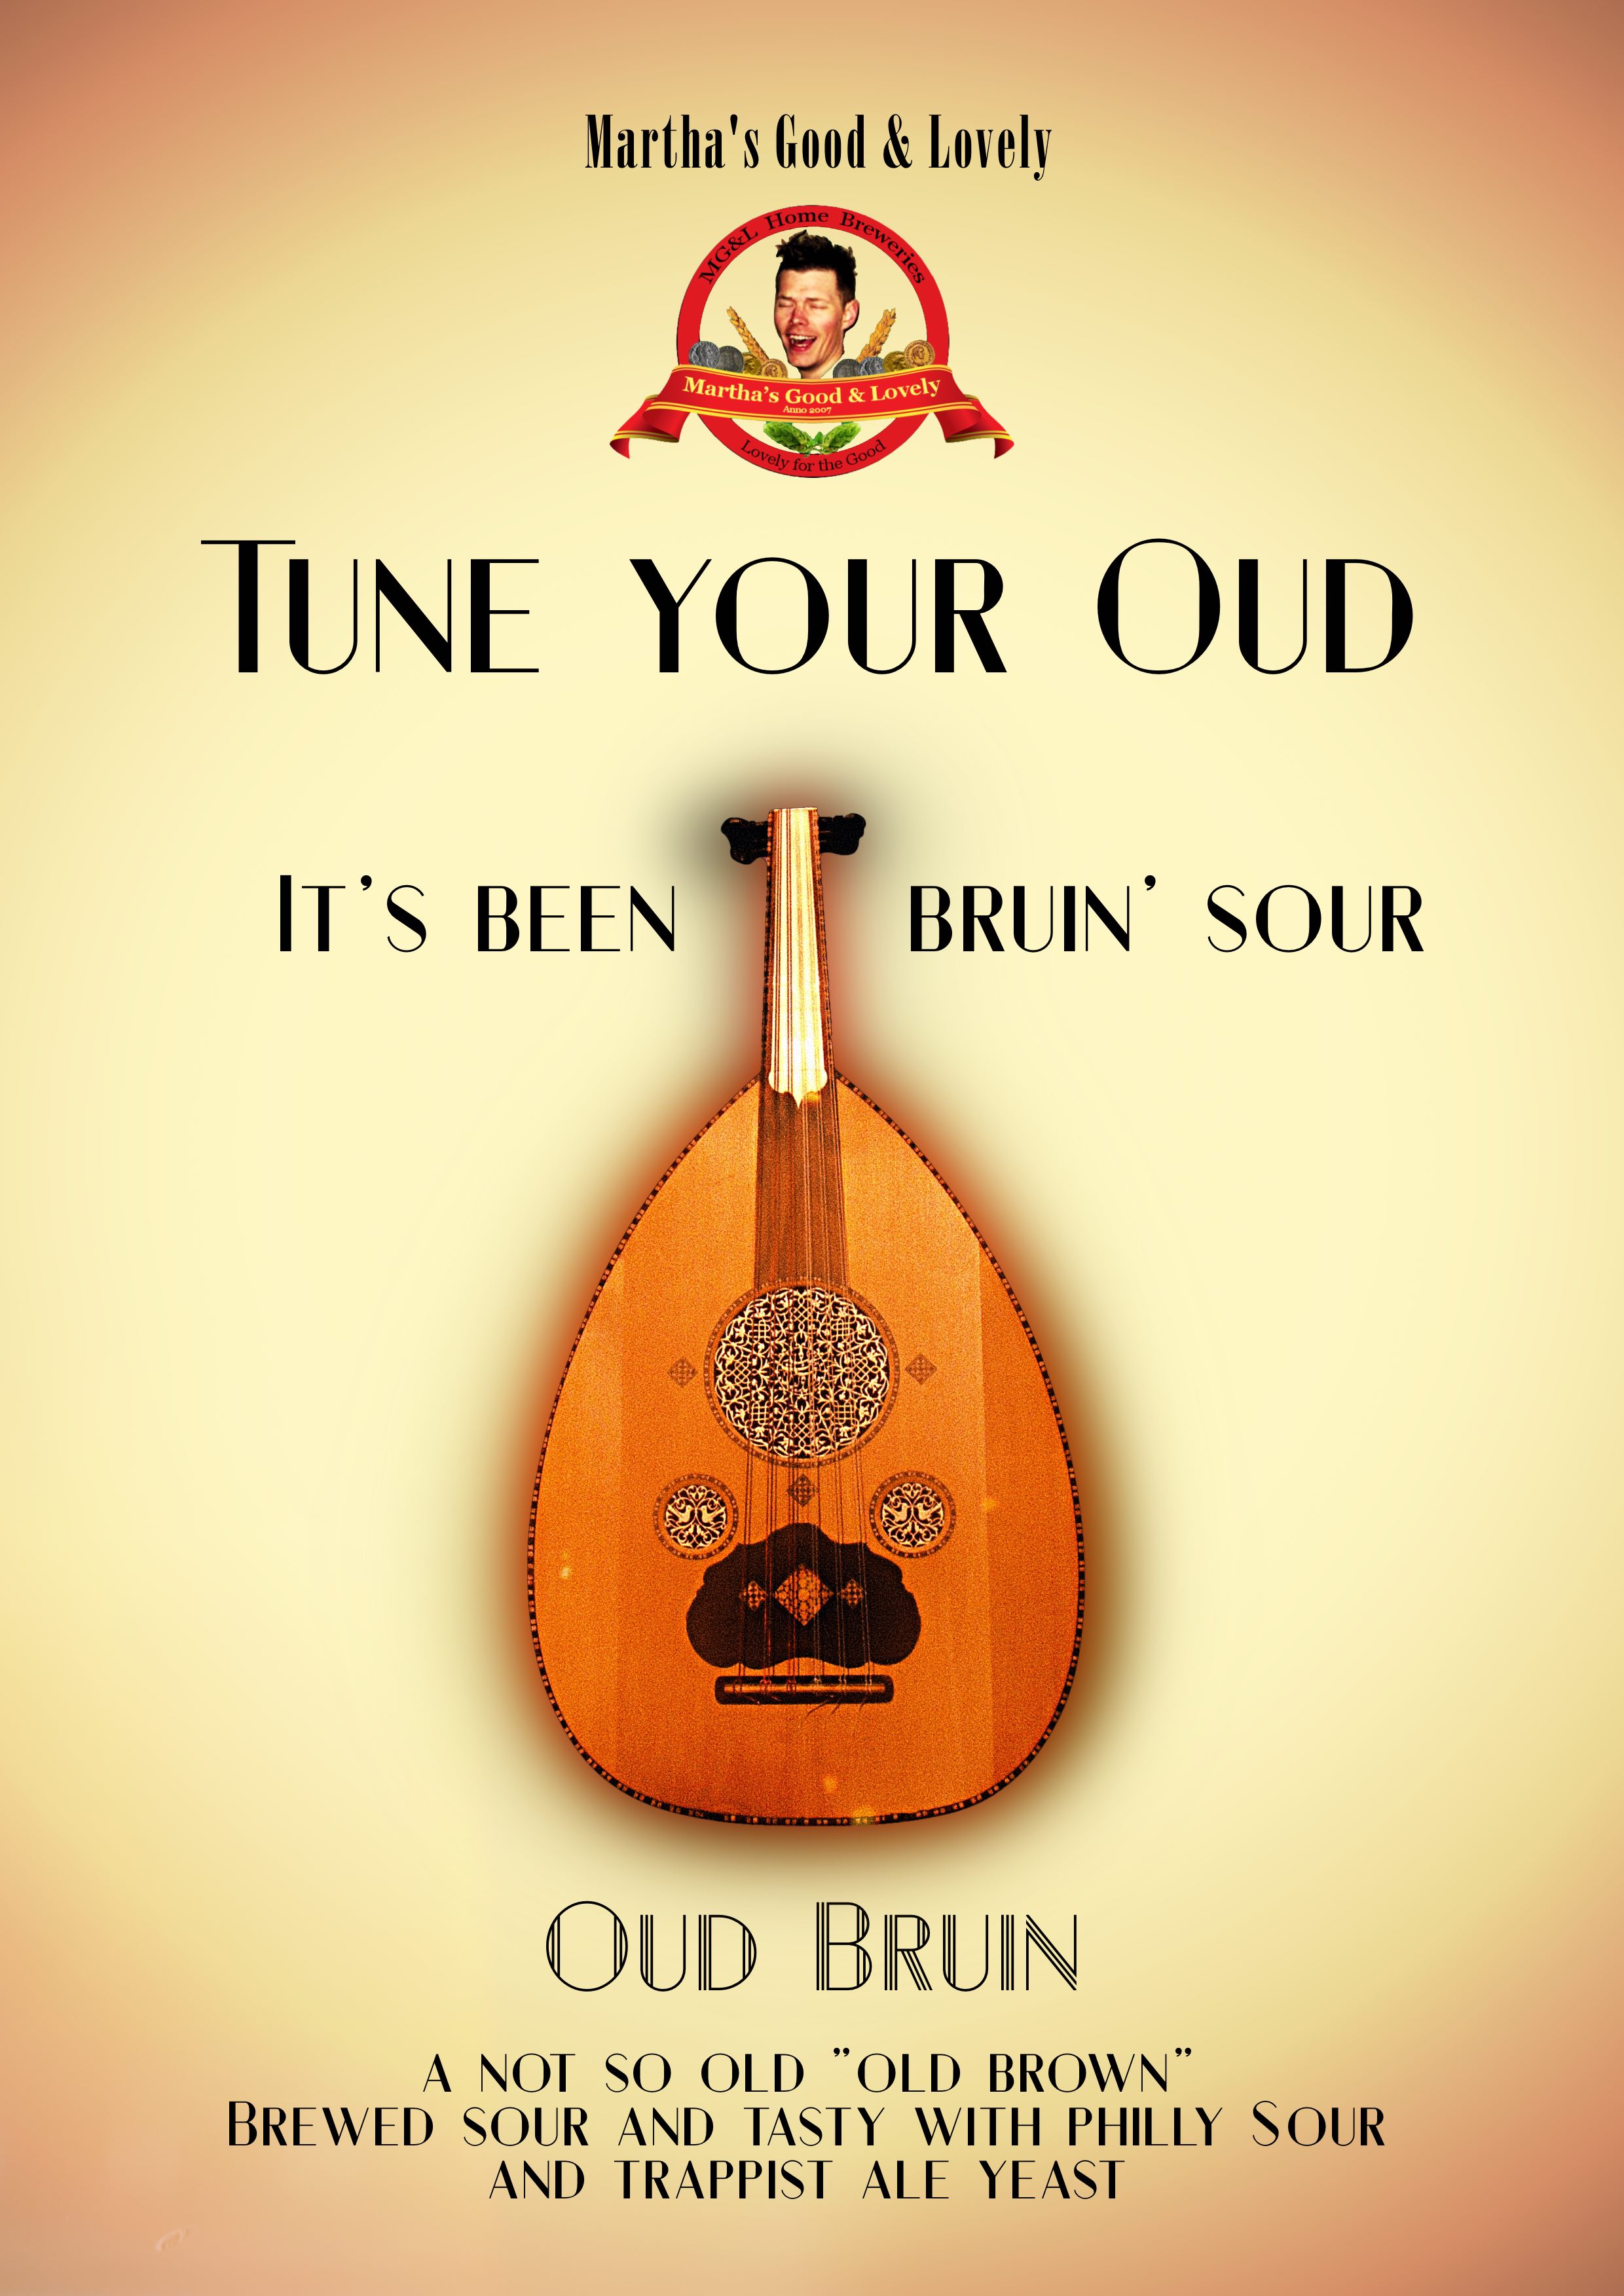 Martha's Good & Lovely
MG&L Home Breweries
Martha's Good & Lovely
Anno 2007
Lovely for the Good
Tune your Oud
It's been bruin' sour
Oud Bruin
a not so old "old brown"
Brewed sour and tasty with philly Sour
and trappist ale yeast